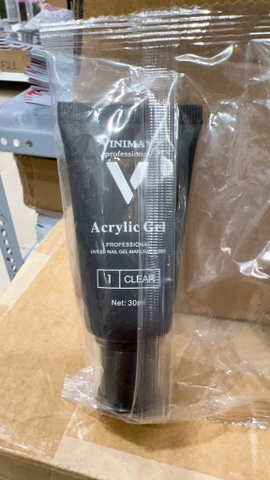 VINIMAY
professional
V
Acrylic Gel
PROFESSIONAL
1 CLEAR
Net: 30ml